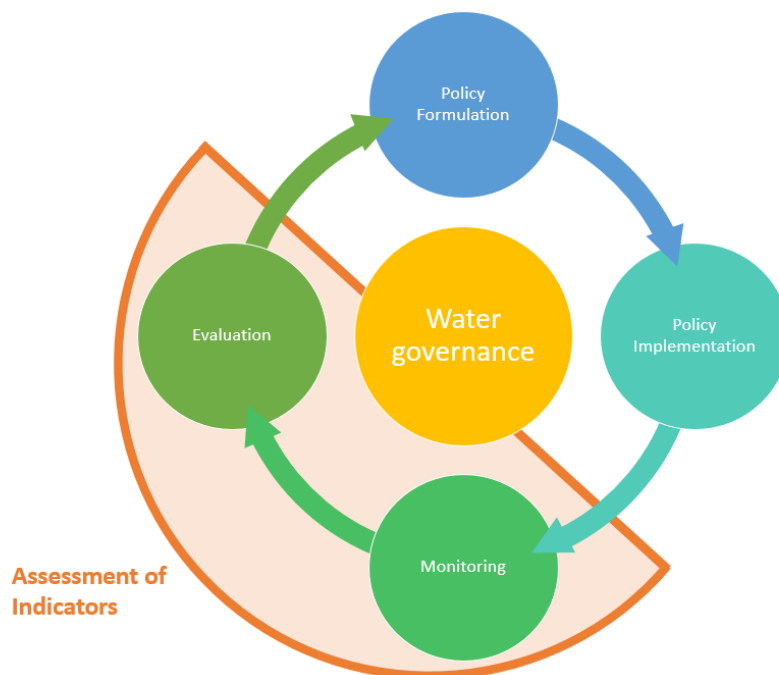 Policy
Formulation
Water
governance
Evaluation
Policy
Implementation
Monitoring
Assessment of
Indicators